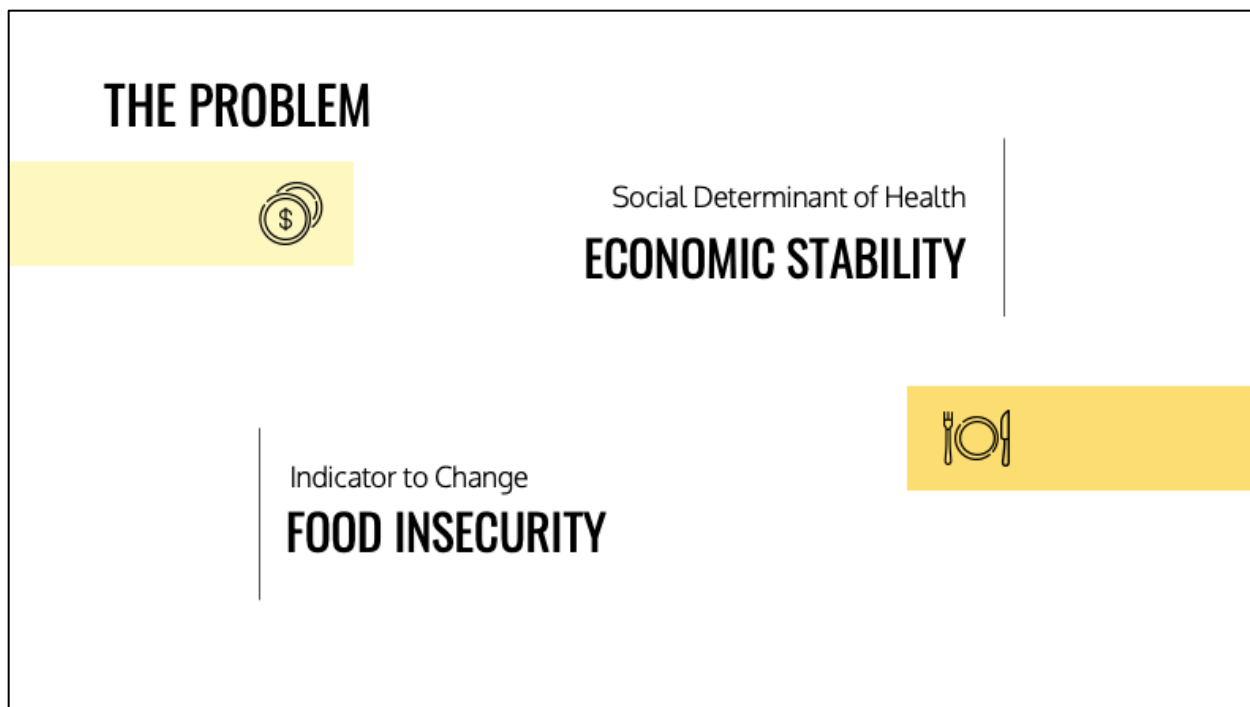 THE PROBLEM
$
Social Determinant of Health
ECONOMIC STABILITY
Indicator to Change
FOOD INSECURITY